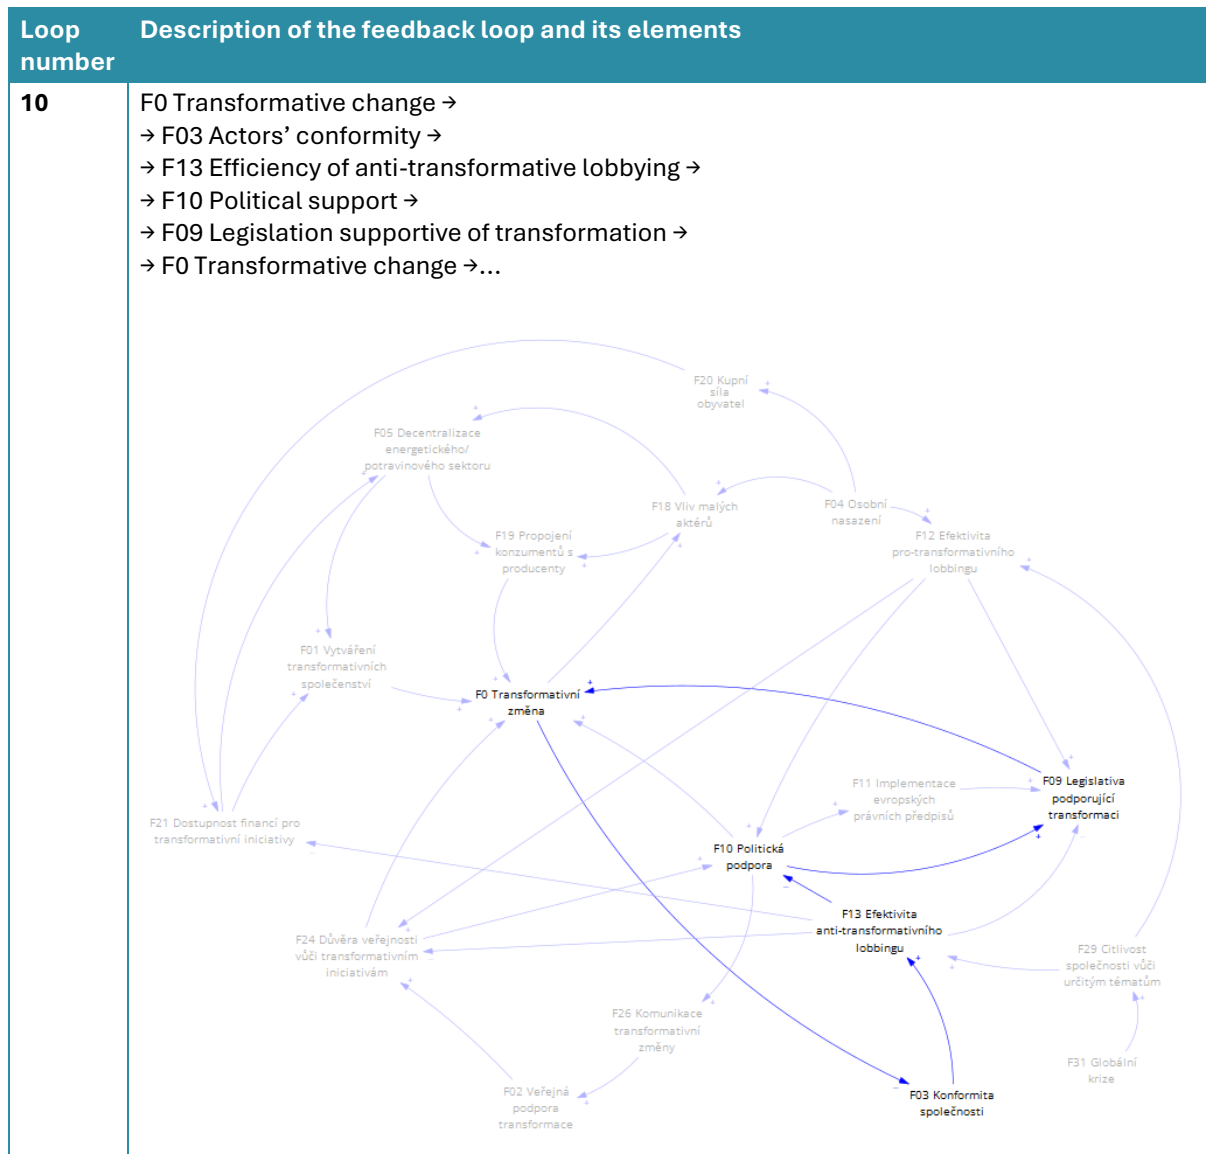 Loop
number
Description of the feedback loop and its elements
10
F0 Transformative change →
→ F03 Actors’ conformity →
→ F13 Efficiency of anti-transformative lobbying →
→ F10 Political support →
→ F09 Legislation supportive of transformation →
→ F0 Transformative change →...
F20 Kupní
síla
obyvatel
F05 Decentralizace
energetického/
potravinového sektoru
F18 Vliv malých
aktérů
F04 Osobní
nasazení
F19 Propojení
konzumentů s
producenty
F12 Efektivita
pro-transformativního
lobbingu
F01 Vytváření
transformativních
společenství
F0 Transformativní
změna
F11 Implementace
evropských
právních předpisů
F09 Legislativa
podporující
transformaci
F21 Dostupnost financí pro
transformativní iniciativy
F10 Politická
podpora
F13 Efektivita
anti-transformativního
lobbingu
F24 Důvěra veřejnosti
vůči transformativním
iniciativám
F29 Citlivost
společnosti vůči
určitým tématům
F26 Komunikace
transformativní
změny
F31 Globální
krize
F02 Veřejná
podpora
transformace
F03 Konformita
společnosti